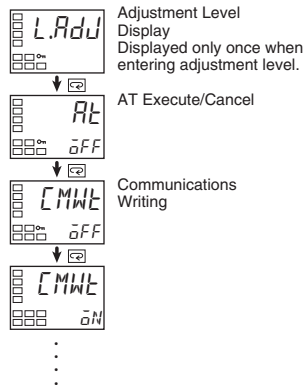 L.AdJ
Adjustment Level
Display
Displayed only once when
entering adjustment level.
At
oFF
AT Execute/Cancel
CMWt
oFF
Communications
Writing
CMWt
oN